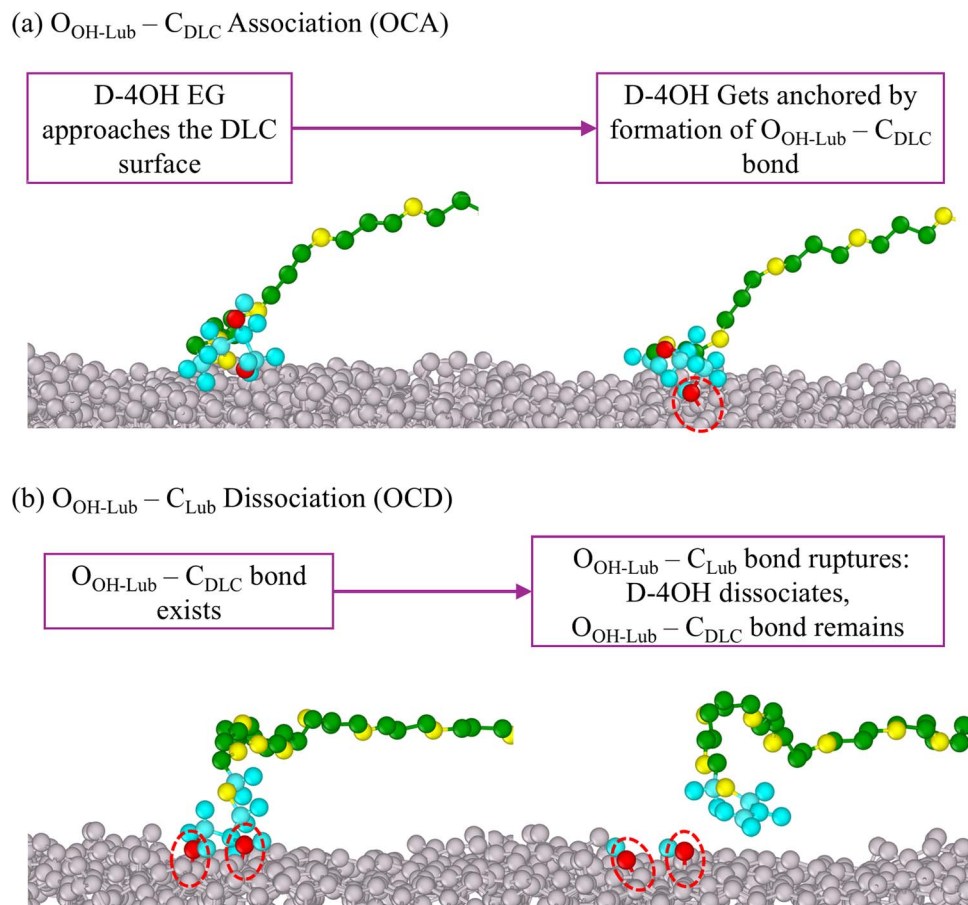 (a) O_OH-Lub – C_DLC Association (OCA)
D-4OH EG
approaches the DLC
surface
D-4OH Gets anchored by
formation of O_OH-Lub – C_DLC
bond
(b) O_OH-Lub – C_Lub Dissociation (OCD)
O_OH-Lub – C_DLC bond
exists
O_OH-Lub – C_Lub bond ruptures:
D-4OH dissociates,
O_OH-Lub – C_DLC bond remains